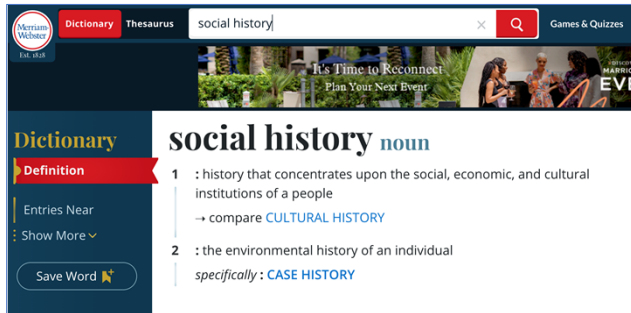 Merriam-
Webster
Est. 1828
Dictionary Thesaurus social history × Games & Quizzes
It's Time to Reconnect
Plan Your Next Event
MARRIO
EVE
Dictionary
Definition
Entries Near
Show More
Save Word
social history noun
1 : history that concentrates upon the social, economic, and cultural
institutions of a people
→ compare CULTURAL HISTORY
2 : the environmental history of an individual
specifically : CASE HISTORY